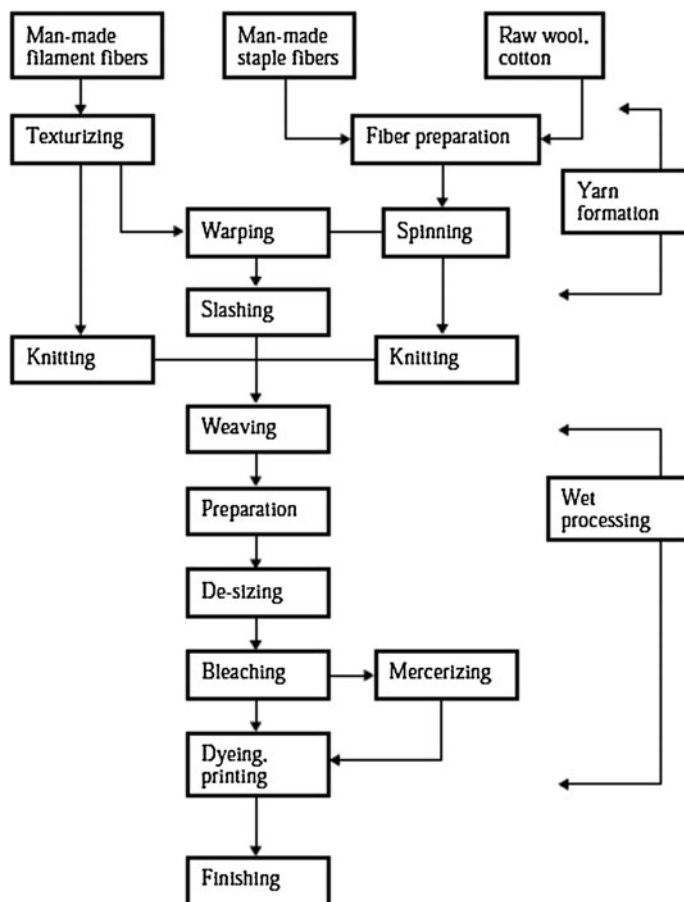 Man-made
filament fibers
Man-made
staple fibers
Raw wool,
cotton
Texturizing
Fiber preparation
Yarn
formation
Warping
Spinning
Slashing
Knitting
Knitting
Weaving
Wet
processing
Preparation
De-sizing
Bleaching
Mercerizing
Dyeing,
printing
Finishing